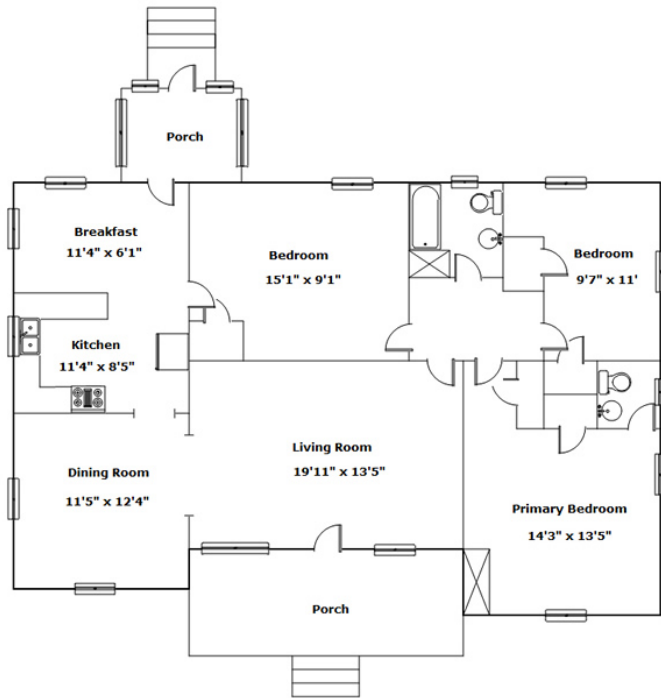 Porch
Breakfast
11'4" x 6'1"
Bedroom
15'1" x 9'1"
Bedroom
9'7" x 11'
Kitchen
11'4" x 8'5"
Living Room
19'11" x 13'5"
Dining Room
11'5" x 12'4"
Primary Bedroom
14'3" x 13'5"
Porch